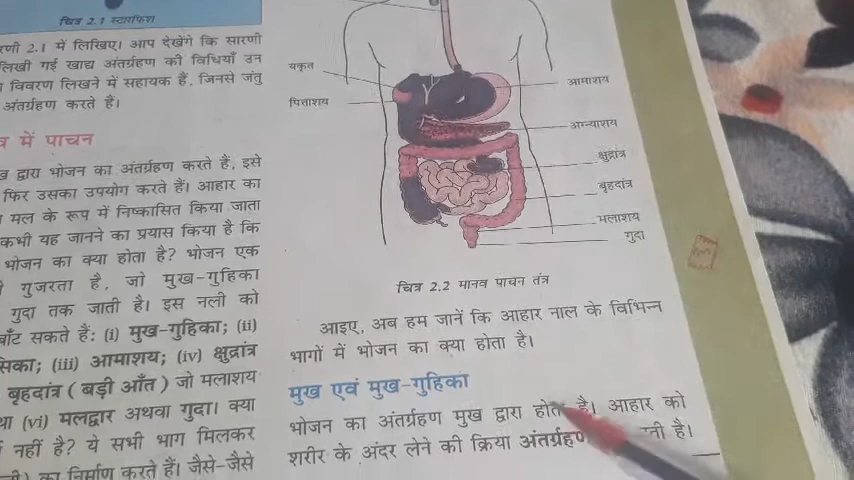 चित्र 2.1 स्टारफिश
सारणी 2.1 में लिखिए। आप देखेंगे कि सारणी
लिखी गई खाद्य अंतर्ग्रहण की विधियाँ उन
विवरण लिखने में सहायक हैं, जिनसे जंतु
अंतर्ग्रहण करते हैं।
में पाचन
द्वारा भोजन का अंतर्ग्रहण करते हैं, इसे
फिर उसका उपयोग करते हैं। आहार का
मल के रूप में निष्कासित किया जाता
कभी यह जानने का प्रयास किया है कि
भोजन का क्या होता है? भोजन एक
गुजरता है, जो मुख-गुहिका
गुदा तक जाती है। इस नली को
बाँट सकते हैं: (i) मुख-गुहिका; (ii)
(iii) आमाशय; (iv) क्षुद्रांत्र
बृहदांत्र (बड़ी आँत) जो मलाशय
(vi) मलद्वार अथवा गुदा। क्या
नहीं है? ये सभी भाग मिलकर
का निर्माण करते हैं। जैसे-जैसे
यकृत
पित्ताशय
आमाशय
अग्न्याशय
क्षुद्रांत्र
बृहदांत्र
मलाशय
गुदा
चित्र 2.2 मानव पाचन तंत्र
आइए, अब हम जानें कि आहार नाल के विभिन्न
भागों में भोजन का क्या होता है।
मुख एवं मुख-गुहिका
भोजन का अंतर्ग्रहण मुख द्वारा होता है। आहार को
शरीर के अंदर लेने की क्रिया अंतर्ग्रहण है।